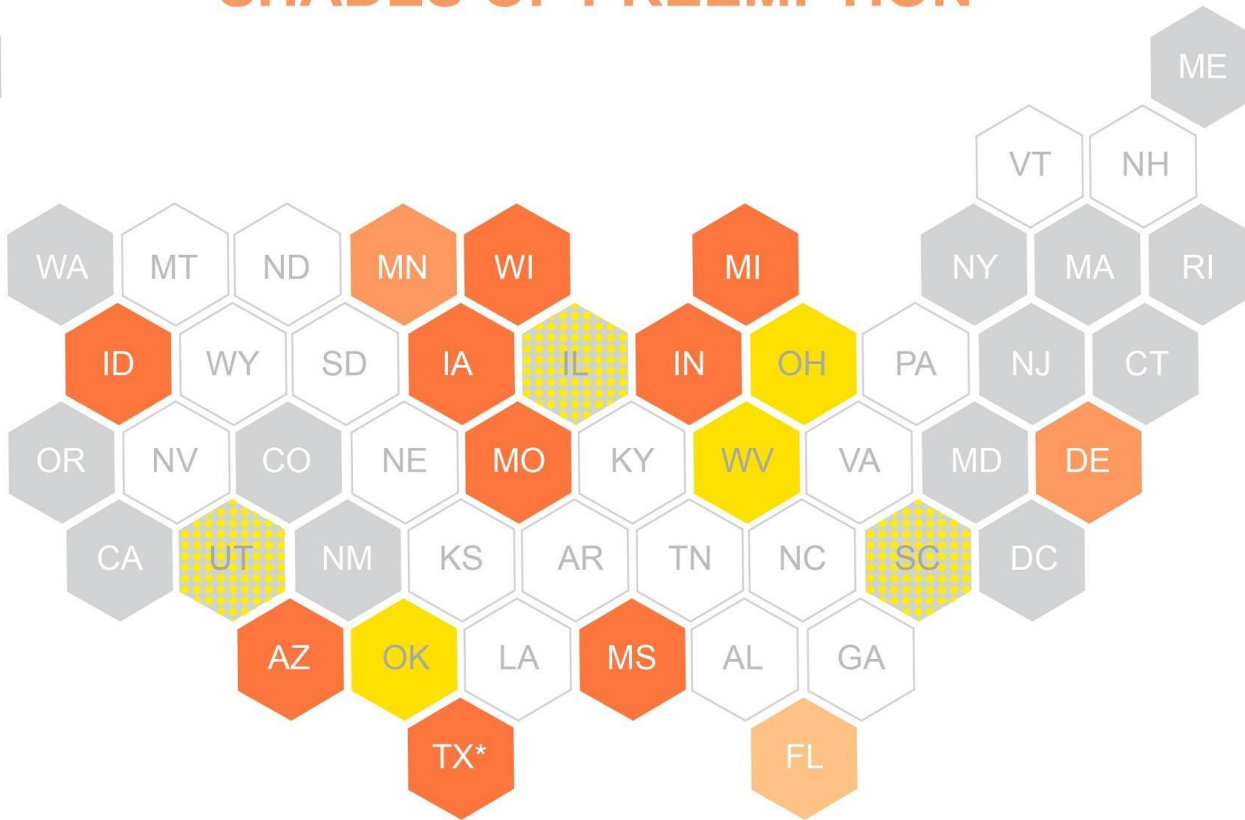 SHADES OF PREEMPTION
ME
VT NH
WA MT ND MN WI MI NY MA RI
ID WY SD IA IL IN OH PA NJ CT
OR NV CO NE MO KY WV VA MD DE
CA UT NM KS AR TN NC SC DC
AZ OK LA MS AL GA
TX* FL